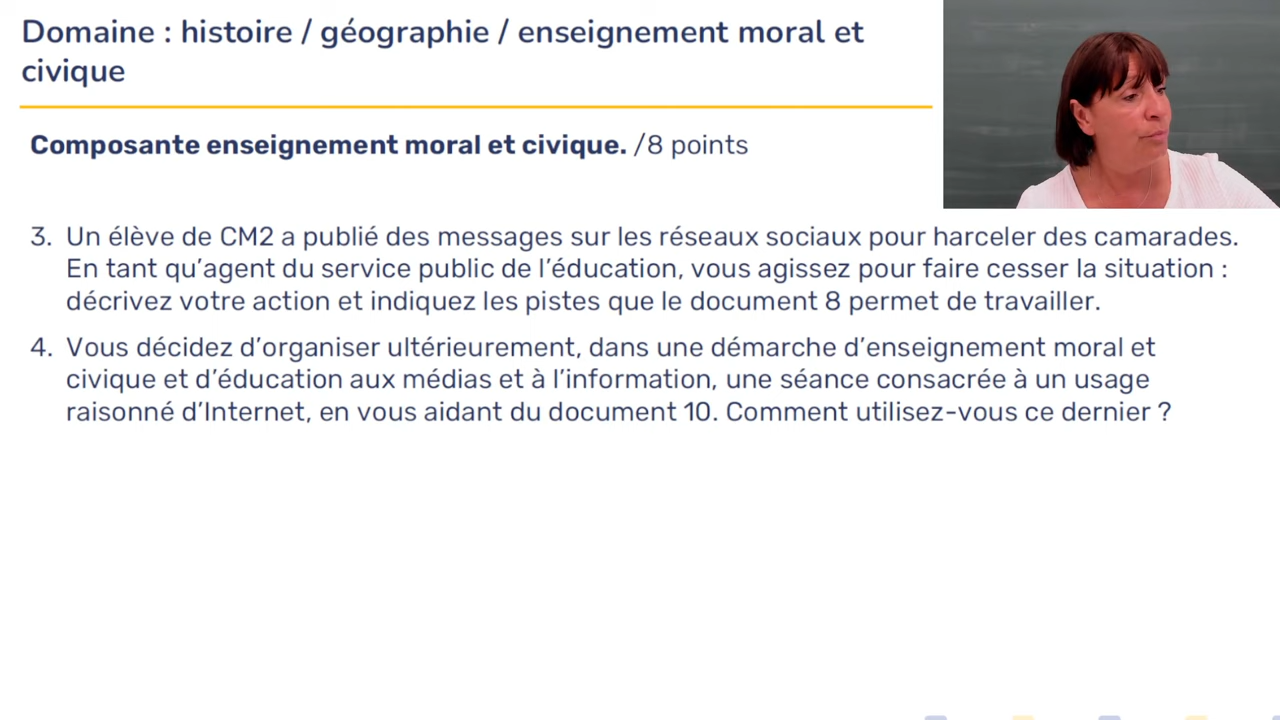 Domaine : histoire / géographie / enseignement moral et
civique
Composante enseignement moral et civique. /8 points
3. Un élève de CM2 a publié des messages sur les réseaux sociaux pour harceler des camarades.
En tant qu’agent du service public de l’éducation, vous agissez pour faire cesser la situation :
décrivez votre action et indiquez les pistes que le document 8 permet de travailler.
4. Vous décidez d’organiser ultérieurement, dans une démarche d’enseignement moral et
civique et d’éducation aux médias et à l’information, une séance consacrée à un usage
raisonné d’Internet, en vous aidant du document 10. Comment utilisez-vous ce dernier ?